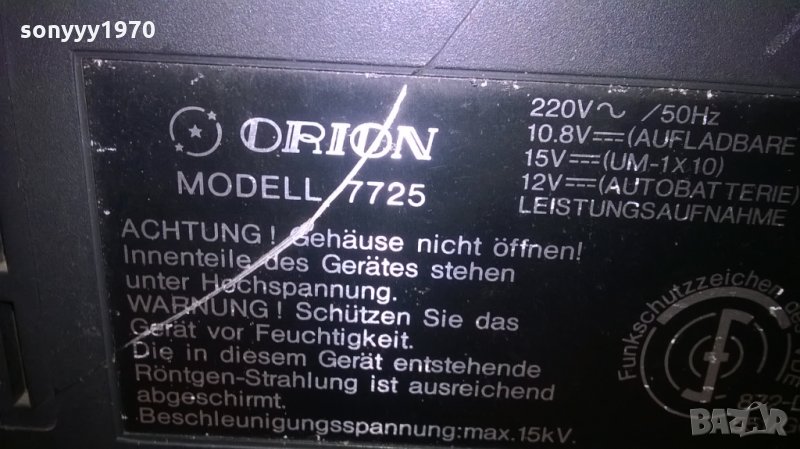 sonyyy1970
ORION
MODELL 7725
220V~ /50Hz
10.8V⎓(AUFLADBARE
15V⎓(UM-1X10)
12V⎓(AUTOBATTERIE)
LEISTUNGSAUFNAHME
ACHTUNG! Gehäuse nicht öffnen!
Innenteile des Gerätes stehen
unter Hochspannung.
WARNUNG! Schützen Sie das
Gerät vor Feuchtigkeit.
Die in diesem Gerät entstehende
Röntgen-Strahlung ist ausreichend
abgeschirmt.
Beschleunigungsspannung:max.15kV.
Funkschutzzeichen
BAZAR